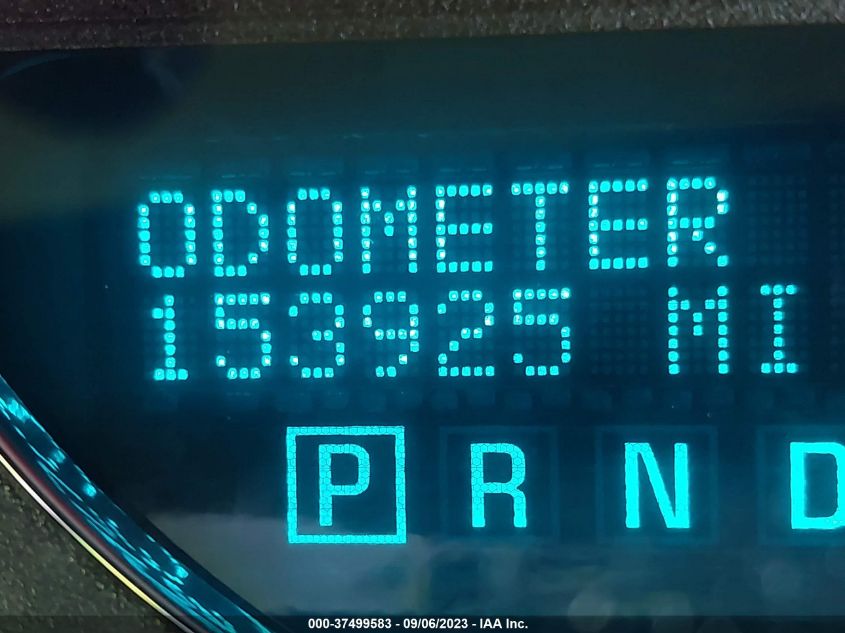 ODOMETER
153925 MI
P R N D
000-37499583 - 09/06/2023 - IAA Inc.